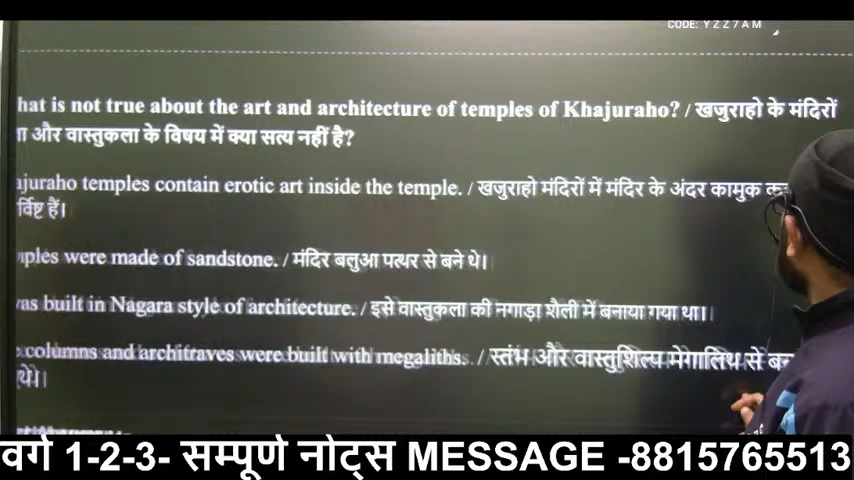 CODE: Y Z Z 7 A M
hat is not true about the art and architecture of temples of Khajuraho? / खजुराहो के मंदिरों
और वास्तुकला के विषय में क्या सत्य नहीं है?
ajuraho temples contain erotic art inside the temple. / खजुराहो मंदिरों में मंदिर के अंदर कामुक
हैं।
ples were made of sandstone. / मंदिर बलुआ पत्थर से बने थे।
as built in Nagara style of architecture. / इसे वास्तुकला की नगाड़ा शैली में बनाया गया था।
columns and architraves were built with megaliths. / स्तंभ और वास्तुशिल्प मेगालिथ से बन
थे।
वर्ग 1-2-3- सम्पूर्ण नोट्स MESSAGE -8815765513